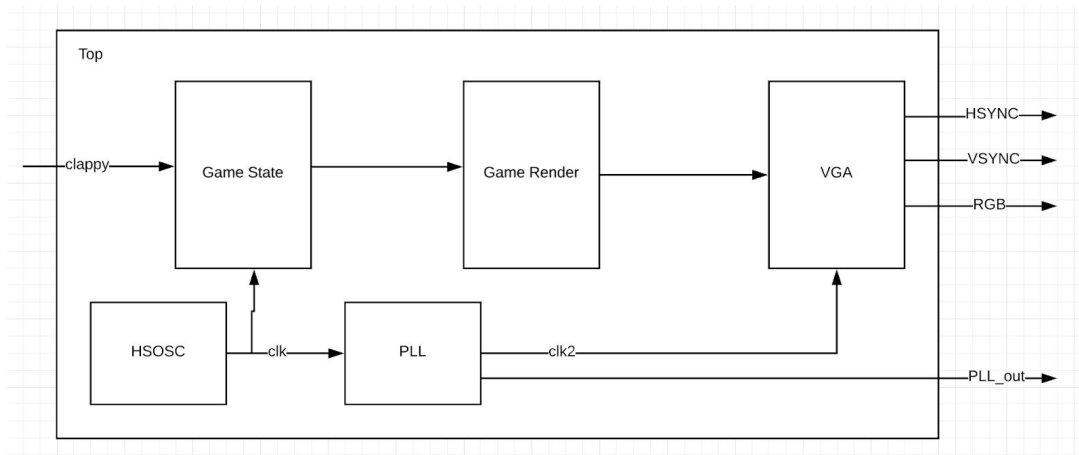 Top
clappy
Game State
Game Render
VGA
HSYNC
VSYNC
RGB
HSOSC
clk
PLL
clk2
PLL_out